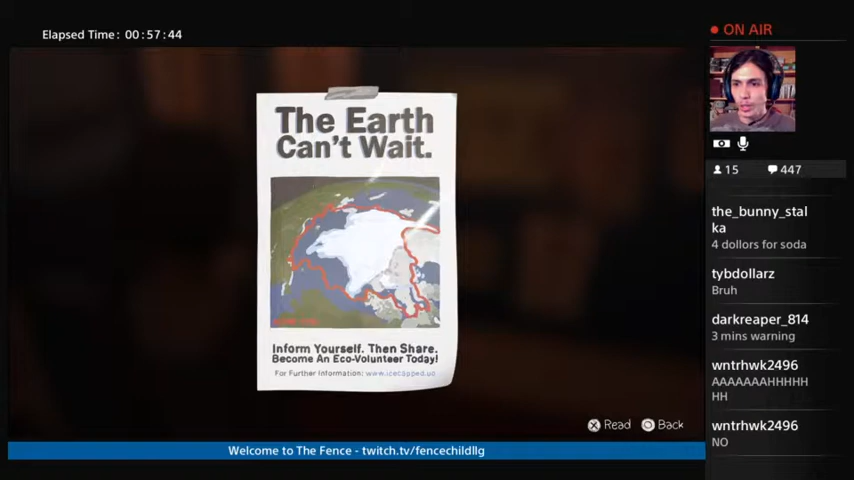 Elapsed Time: 00:57:44
ON AIR
The Earth
Can't Wait.
Inform Yourself. Then Share.
Become An Eco-Volunteer Today!
For Further Information: www.icecapped.uo
Read
Back
Welcome to The Fence - twitch.tv/fencechildllg
15
447
the_bunny_stal
ka
4 dollors for soda
tybdollarz
Bruh
darkreaper_814
3 mins warning
wntrhwk2496
AAAAAAAHHHHH
HH
wntrhwk2496
NO